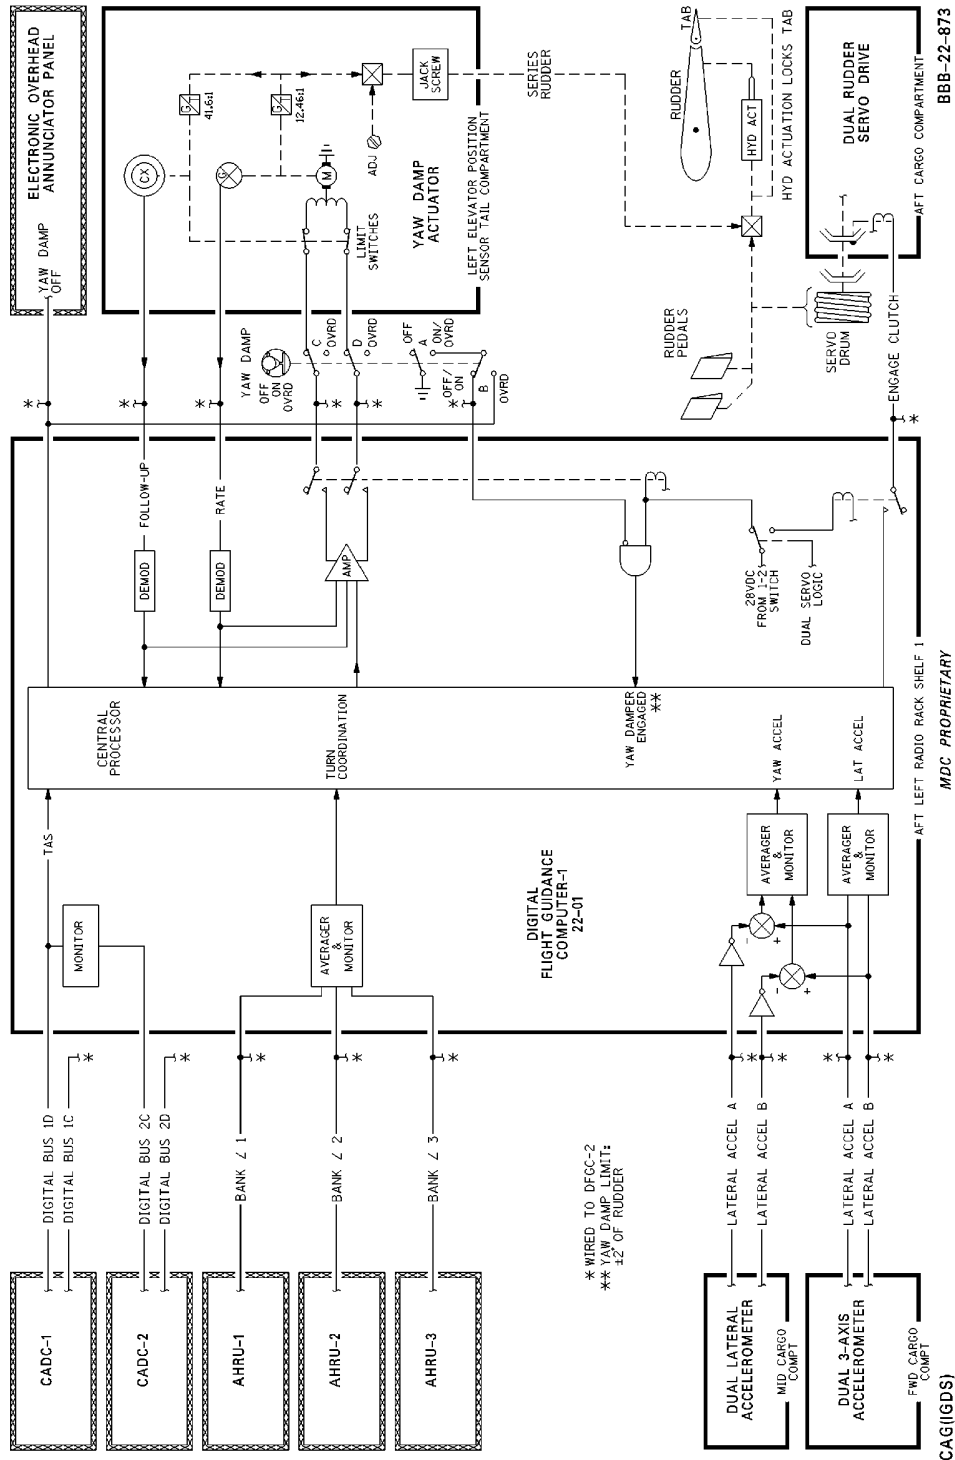 ELECTRONIC OVERHEAD
ANNUNCIATOR PANEL
YAW DAMP
OFF
CX
G
M
G/T
41.6:1
G/T
12.46:1
ADJ
JACK
SCREW
LIMIT
SWITCHES
YAW DAMP
ACTUATOR
LEFT ELEVATOR POSITION
SENSOR TAIL COMPARTMENT
SERIES
RUDDER
TAB
RUDDER
HYD ACT
HYD ACTUATION LOCKS TAB
DUAL RUDDER
SERVO DRIVE
AFT CARGO COMPARTMENT
BBB-22-873
YAW DAMP
OFF
ON
OVRD
C
OVRD
D
OVRD
OFF
A
ON/
OVRD
OFF/
ON
B
OVRD
*
*
*
*
*
*
RUDDER
PEDALS
SERVO
DRUM
ENGAGE CLUTCH
*
FOLLOW-UP
RATE
DEMOD
DEMOD
AMP
28VDC
FROM 1-2
SWITCH
DUAL SERVO
LOGIC
CENTRAL
PROCESSOR
TURN
COORDINATION
YAW DAMPER
ENGAGED
**
YAW ACCEL
LAT ACCEL
AFT LEFT RADIO RACK SHELF 1
MDC PROPRIETARY
TAS
MONITOR
AVERAGER
&
MONITOR
DIGITAL
FLIGHT GUIDANCE
COMPUTER-1
22-01
AVERAGER
&
MONITOR
AVERAGER
&
MONITOR
-
+
-
+
DIGITAL BUS 1D
DIGITAL BUS 1C
*
DIGITAL BUS 2C
DIGITAL BUS 2D
*
BANK ∠ 1
*
BANK ∠ 2
*
BANK ∠ 3
*
* WIRED TO DFGC-2
** YAW DAMP LIMIT:
±2° OF RUDDER
LATERAL ACCEL A
*
LATERAL ACCEL B
*
LATERAL ACCEL A
*
LATERAL ACCEL B
*
CADC-1
CADC-2
AHRU-1
AHRU-2
AHRU-3
DUAL LATERAL
ACCELEROMETER
MID CARGO
COMPT
DUAL 3-AXIS
ACCELEROMETER
FWD CARGO
COMPT
CAG(IGDS)